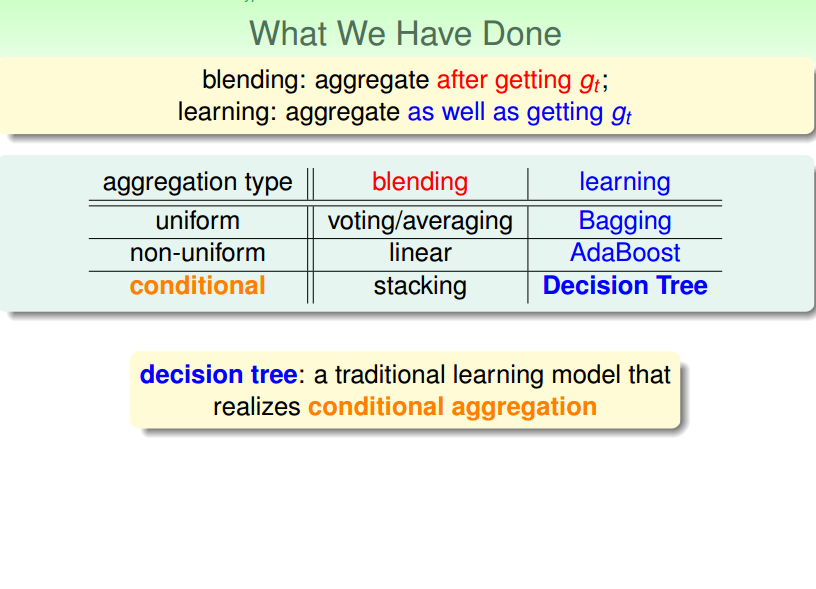 What We Have Done
blending: aggregate after getting gₜ;
learning: aggregate as well as getting gₜ
aggregation type blending learning
uniform voting/averaging Bagging
non-uniform linear AdaBoost
conditional stacking Decision Tree
decision tree: a traditional learning model that
realizes conditional aggregation